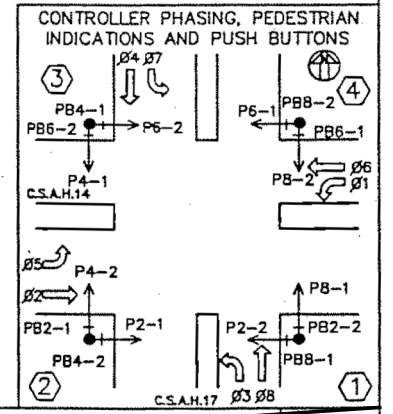 CONTROLLER PHASING, PEDESTRIAN
INDICATIONS AND PUSH BUTTONS
Ø4 Ø7
3
4
PB4-1
PB8-2
PB6-2
P6-2
P6-1
PB6-1
P4-1
P8-2
Ø6
Ø1
C.S.A.H.14
Ø5
P4-2
Ø2
P8-1
PB2-1
P2-1
P2-2
PB2-2
PB4-2
PB8-1
2
C.S.A.H.17
Ø3 Ø8
1